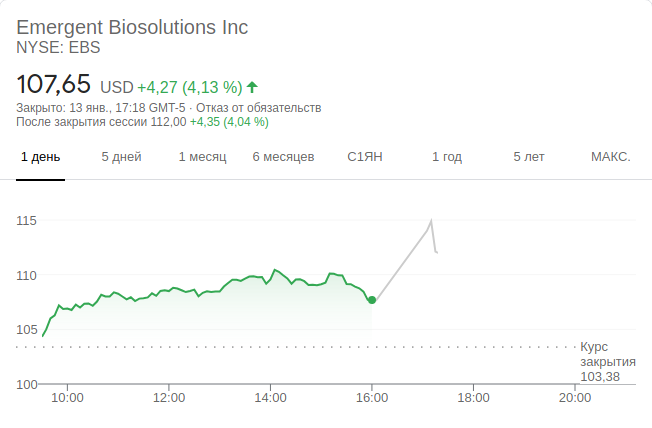 Emergent Biosolutions Inc
NYSE: EBS
107,65 USD +4,27 (4,13 %)
Закрыто: 13 янв., 17:18 GMT-5 · Отказ от обязательств
После закрытия сессии 112,00 +4,35 (4,04 %)
1 день 5 дней 1 месяц 6 месяцев С1ЯН 1 год 5 лет МАКС.
115
110
105
Курс
закрытия
103,38
100
10:00 12:00 14:00 16:00 18:00 20:00